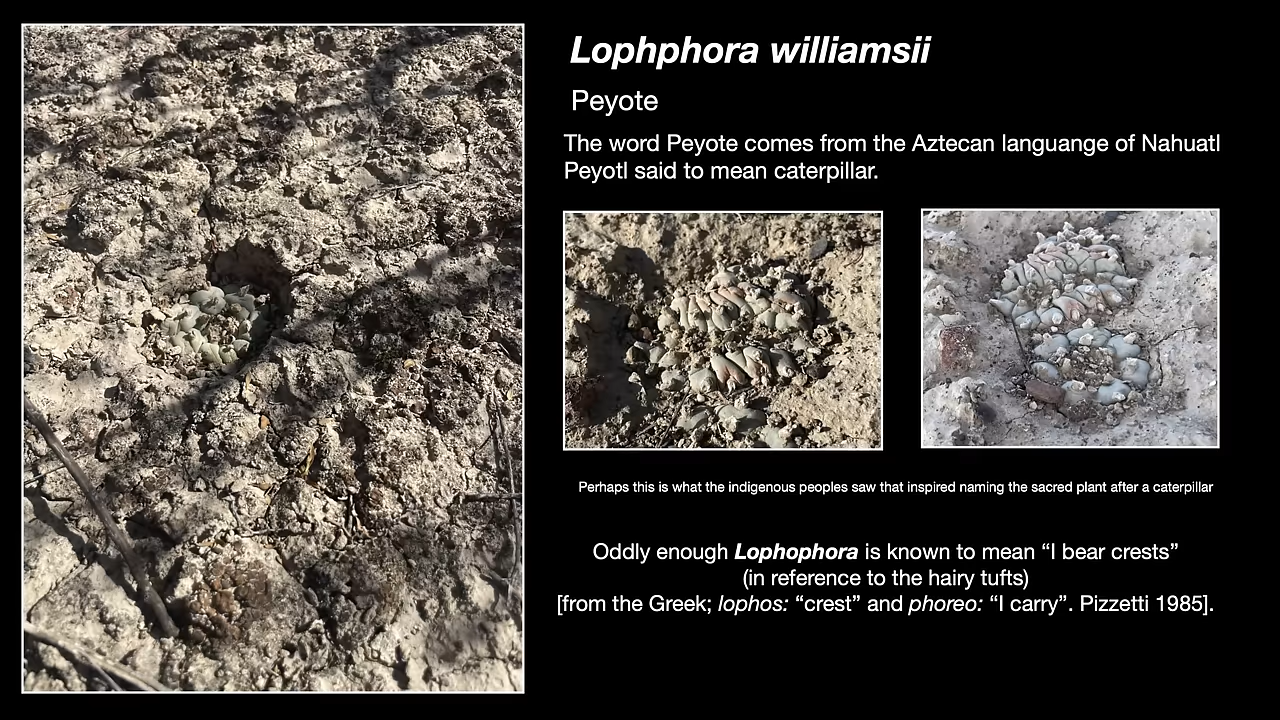 Lophphora williamsii
Peyote
The word Peyote comes from the Aztecan languange of Nahuatl
Peyotl said to mean caterpillar.
Perhaps this is what the indigenous peoples saw that inspired naming the sacred plant after a caterpillar
Oddly enough Lophophora is known to mean “I bear crests”
(in reference to the hairy tufts)
[from the Greek; lophos: “crest” and phoreo: “I carry”. Pizzetti 1985].